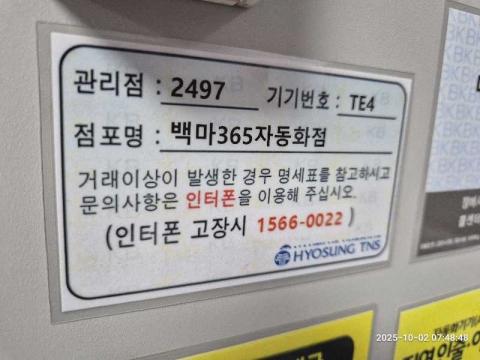 관리점 : 2497 기기번호 : TE4
점포명 : 백마365자동화점
거래이상이 발생한 경우 명세표를 참고하시고
문의사항은 인터폰을 이용해 주십시오.
(인터폰 고장시 1566-0022 )
HYOSUNG TNS
2025-10-02 07:48:48